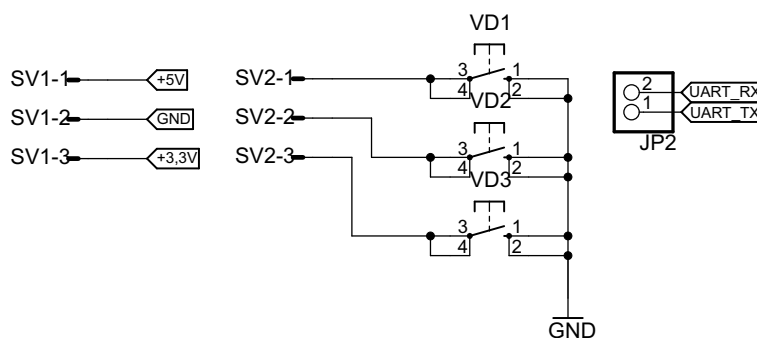 VD1
SV1-1 +5V
SV1-2 GND
SV1-3 +3,3V
SV2-1 3 1
4 2
VD2
SV2-2 3 1
4 2
VD3
SV2-3 3 1
4 2
GND
2 UART_RX
1 UART_TX
JP2